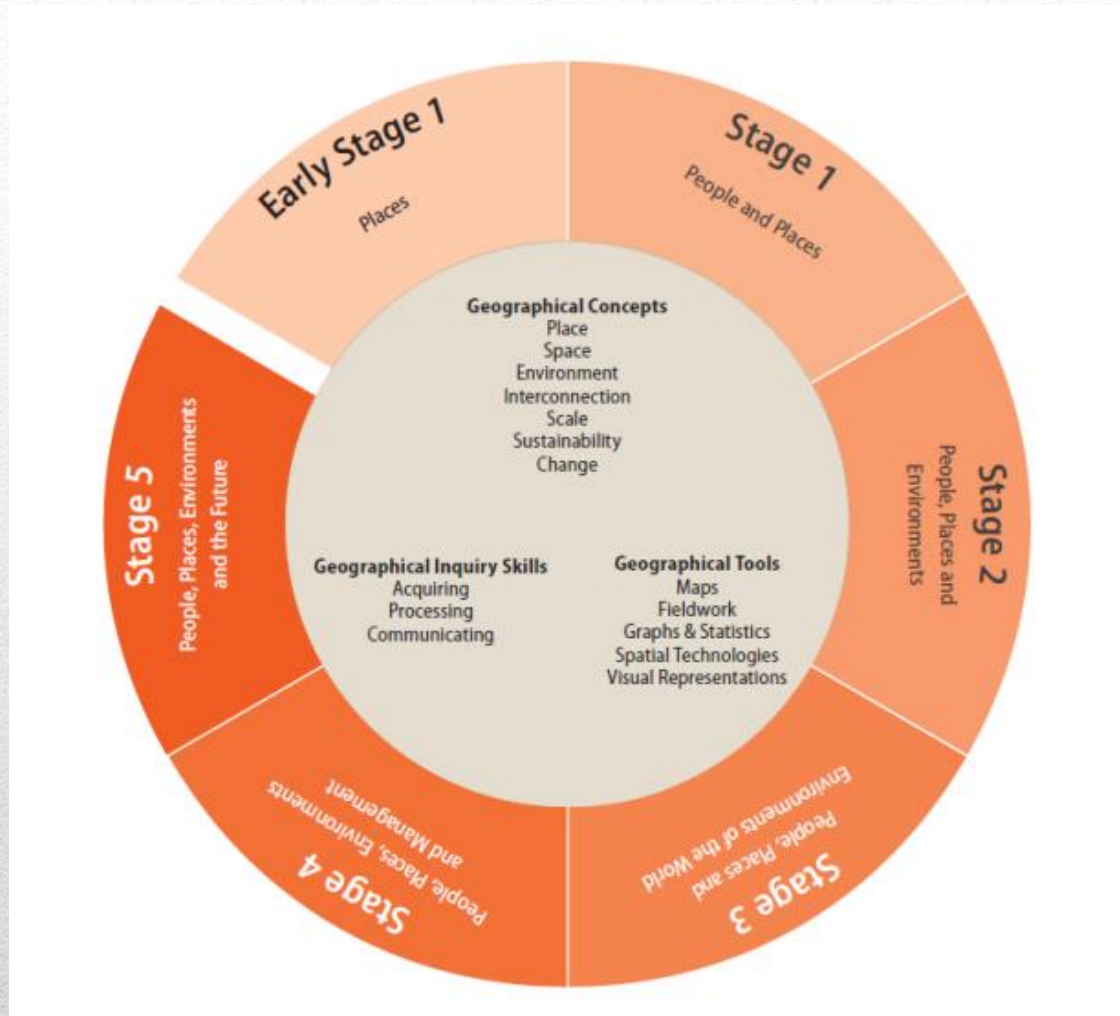 Early Stage 1
Places
Stage 1
People and Places
Stage 2
People, Places and
Environments
Stage 3
People, Places and
Environments of the World
Stage 4
People, Places, Environments
and Management
Stage 5
People, Places, Environments
and the Future
Geographical Concepts
Place
Space
Environment
Interconnection
Scale
Sustainability
Change
Geographical Inquiry Skills
Acquiring
Processing
Communicating
Geographical Tools
Maps
Fieldwork
Graphs & Statistics
Spatial Technologies
Visual Representations